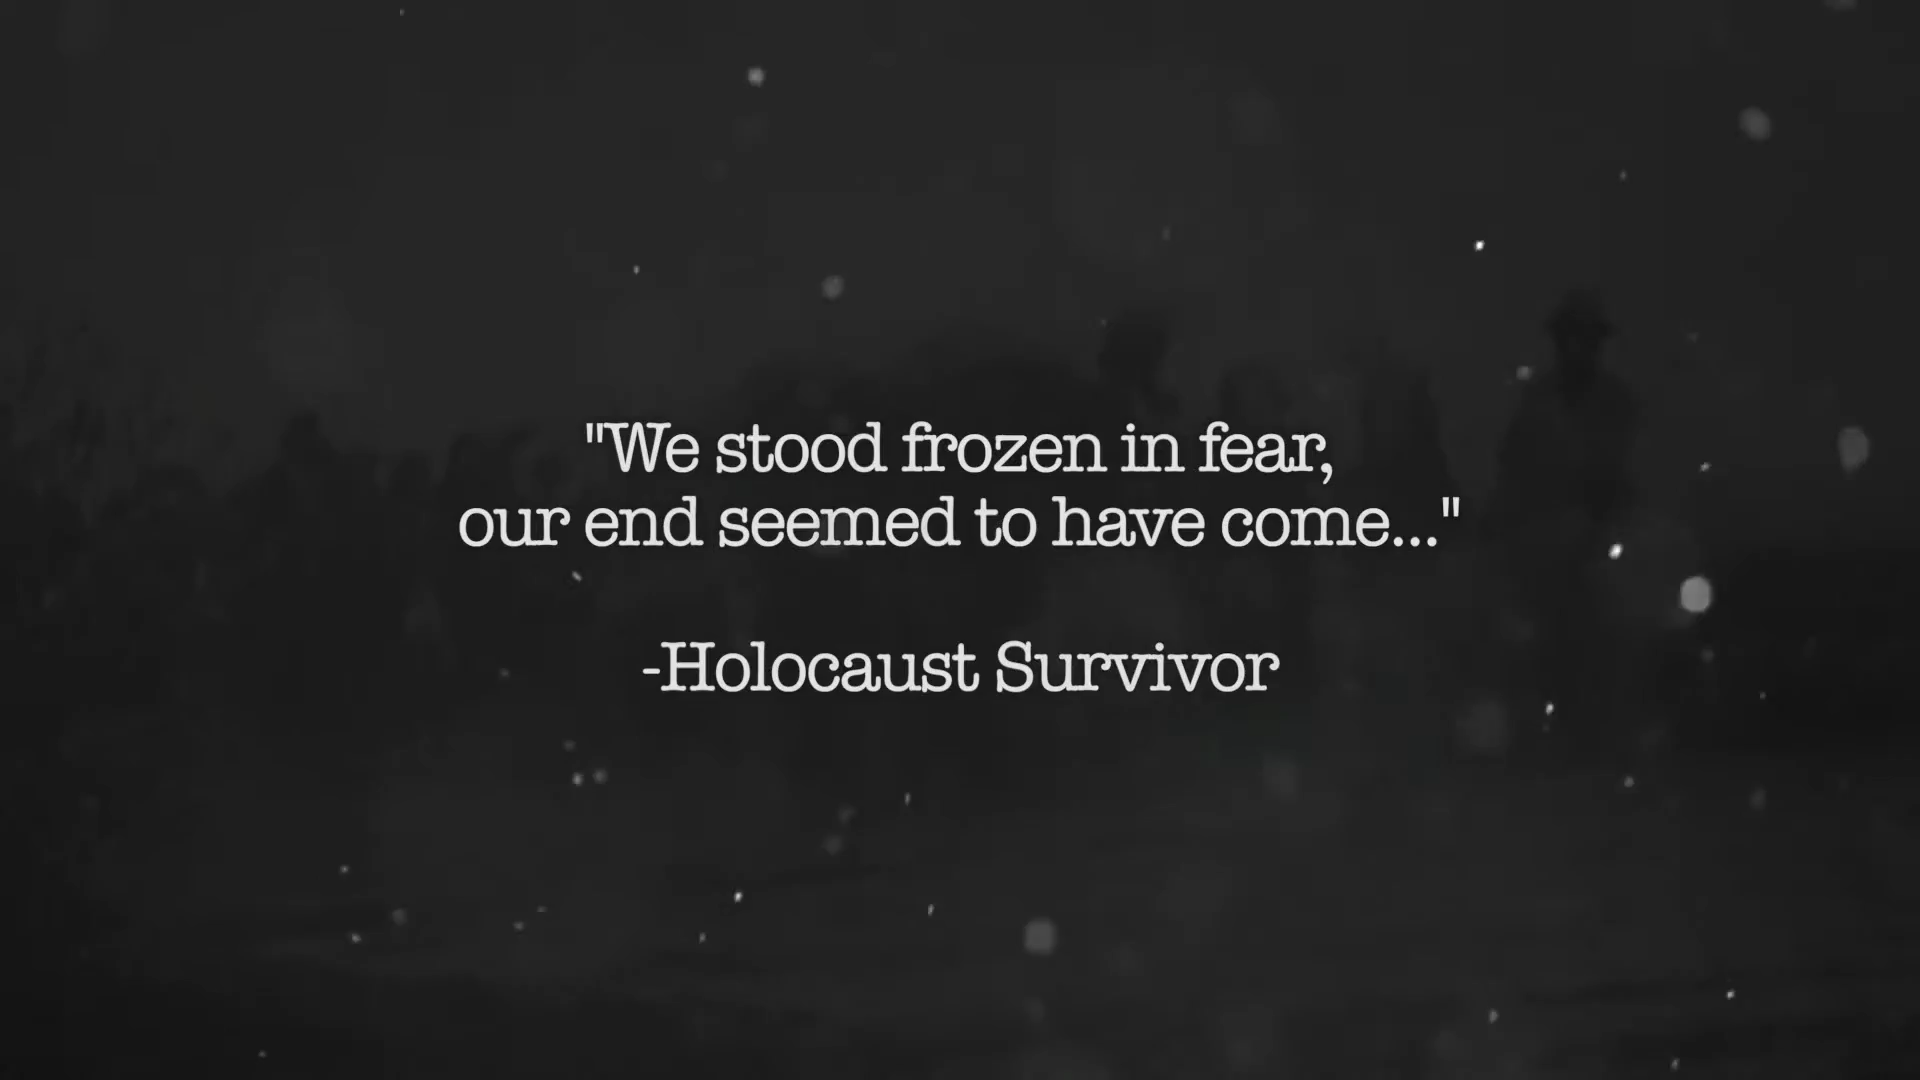 "We stood frozen in fear,
our end seemed to have come..."
-Holocaust Survivor